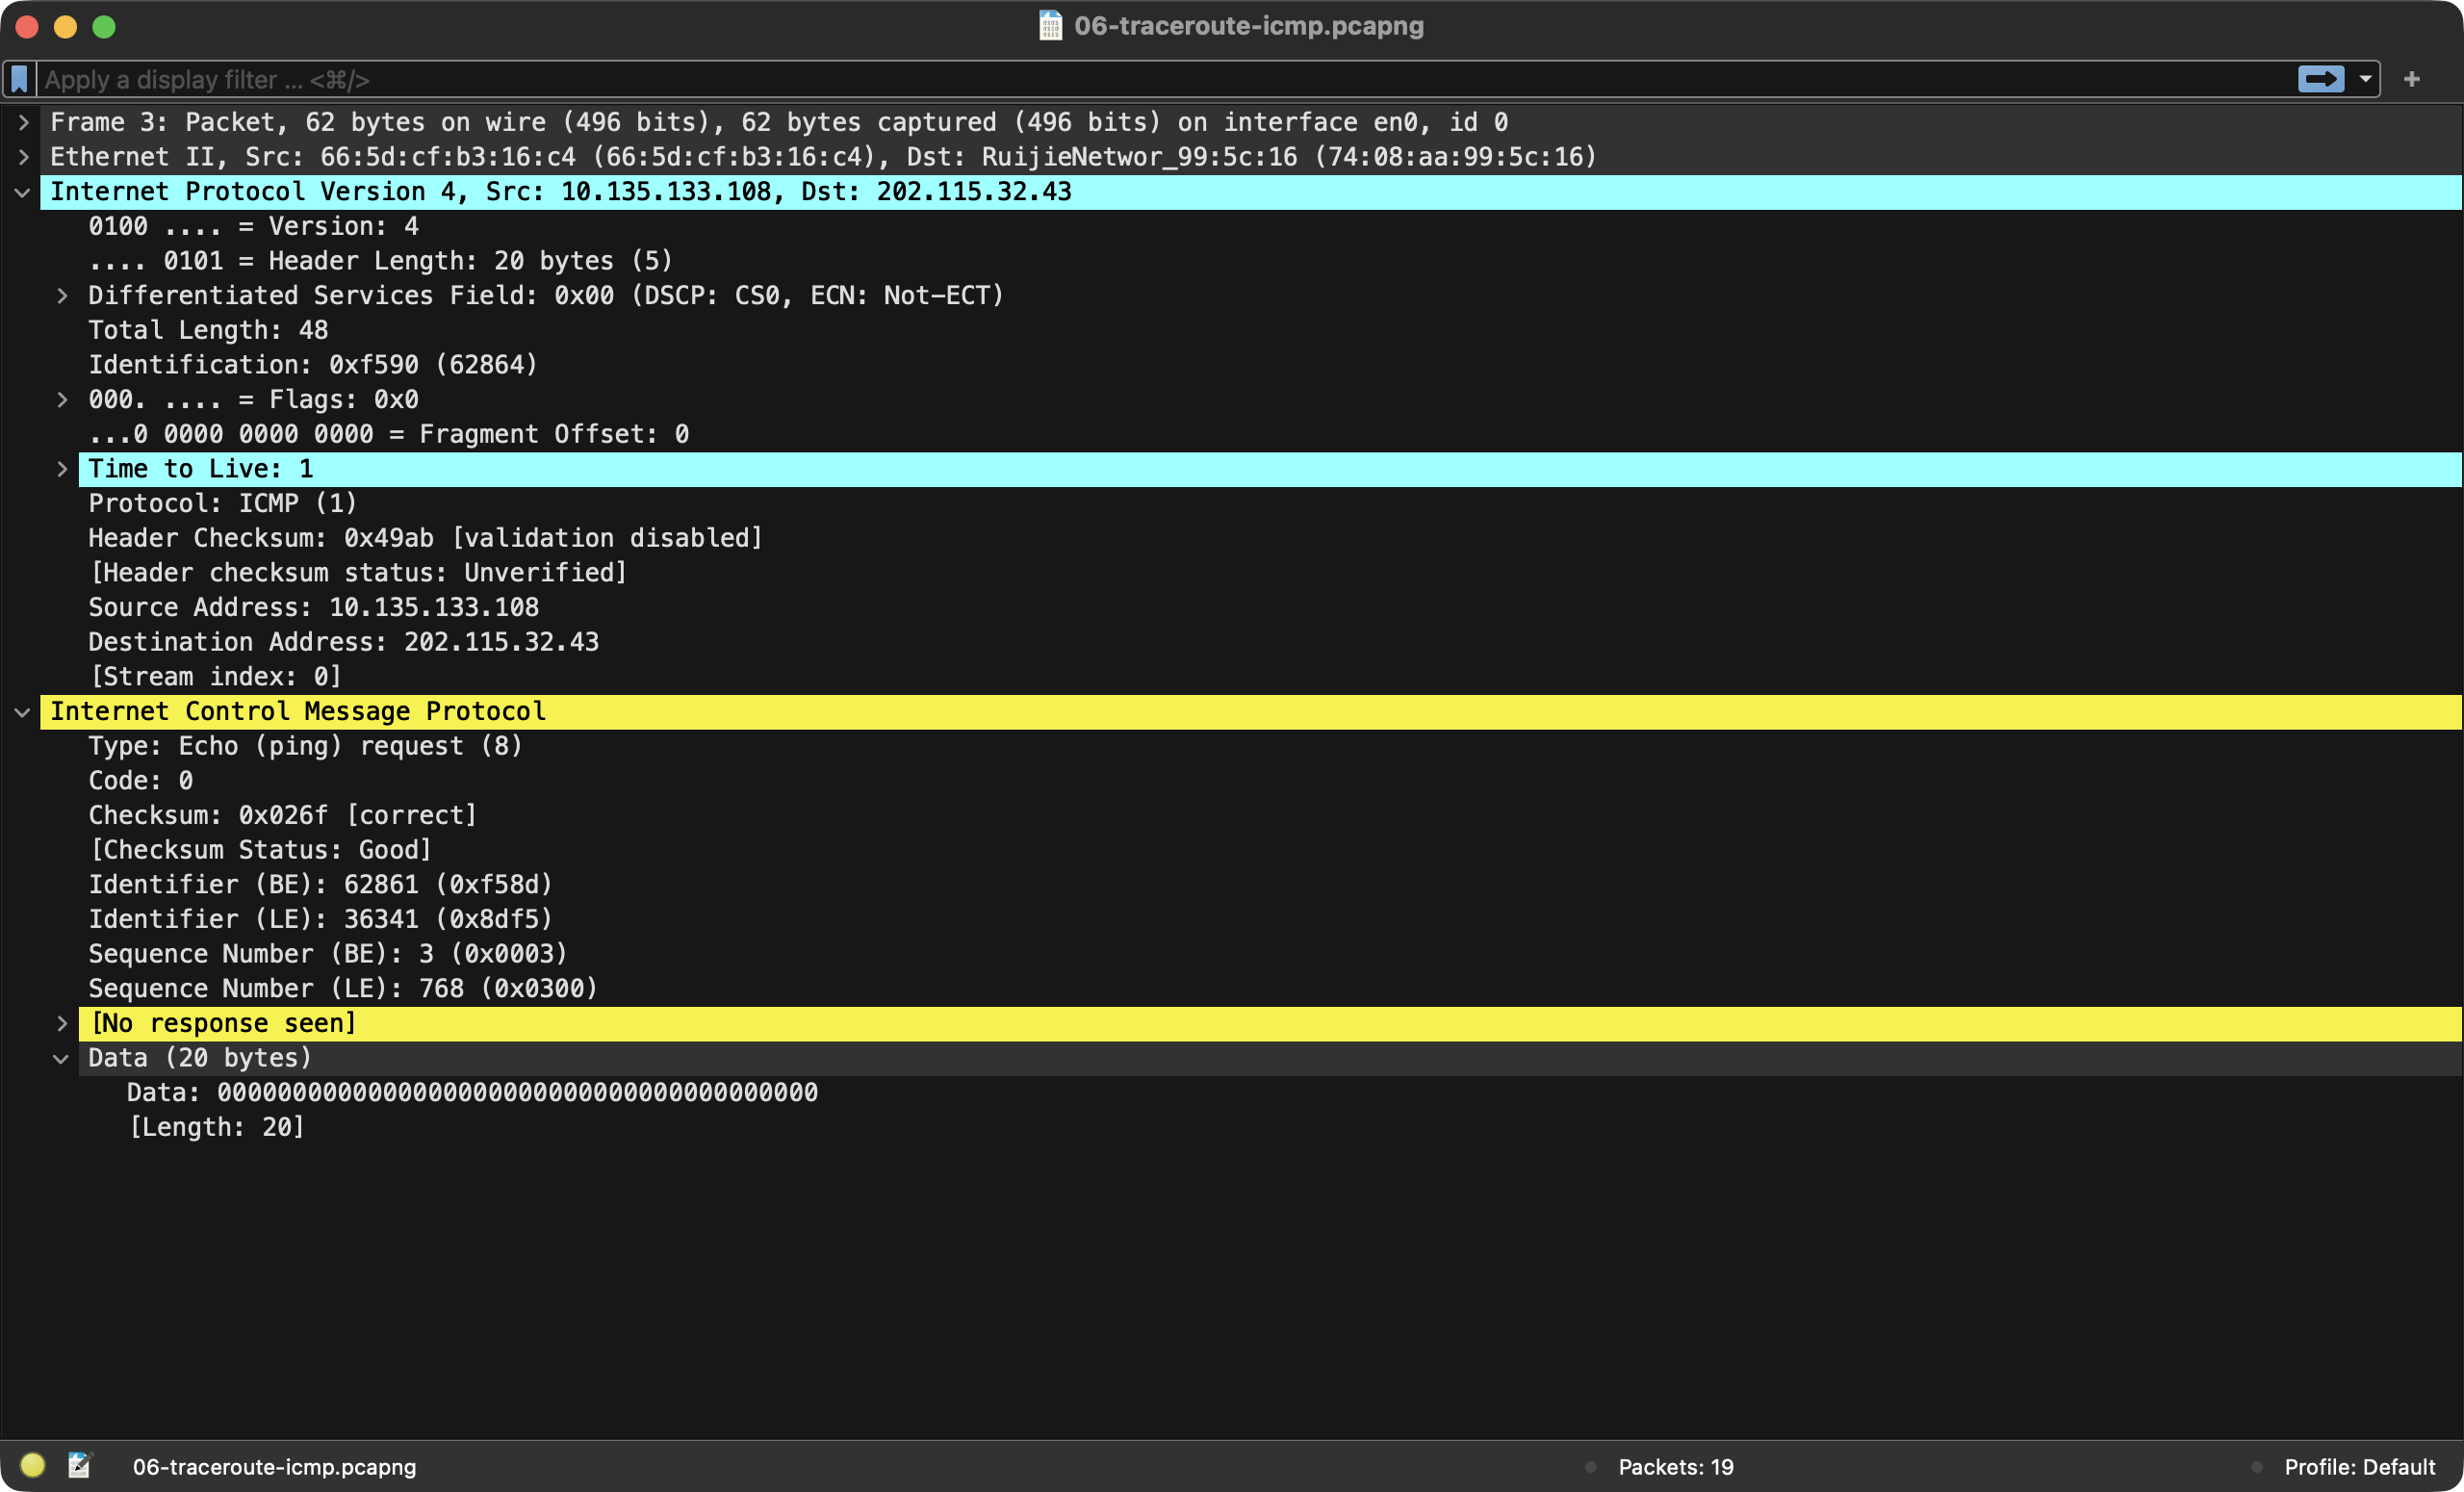 06-traceroute-icmp.pcapng
Apply a display filter ... <⌘/>
Frame 3: Packet, 62 bytes on wire (496 bits), 62 bytes captured (496 bits) on interface en0, id 0
Ethernet II, Src: 66:5d:cf:b3:16:c4 (66:5d:cf:b3:16:c4), Dst: RuijieNetwor_99:5c:16 (74:08:aa:99:5c:16)
Internet Protocol Version 4, Src: 10.135.133.108, Dst: 202.115.32.43
0100 .... = Version: 4
.... 0101 = Header Length: 20 bytes (5)
Differentiated Services Field: 0x00 (DSCP: CS0, ECN: Not-ECT)
Total Length: 48
Identification: 0xf590 (62864)
000. .... = Flags: 0x0
...0 0000 0000 0000 = Fragment Offset: 0
Time to Live: 1
Protocol: ICMP (1)
Header Checksum: 0x49ab [validation disabled]
[Header checksum status: Unverified]
Source Address: 10.135.133.108
Destination Address: 202.115.32.43
[Stream index: 0]
Internet Control Message Protocol
Type: Echo (ping) request (8)
Code: 0
Checksum: 0x026f [correct]
[Checksum Status: Good]
Identifier (BE): 62861 (0xf58d)
Identifier (LE): 36341 (0x8df5)
Sequence Number (BE): 3 (0x0003)
Sequence Number (LE): 768 (0x0300)
[No response seen]
Data (20 bytes)
Data: 0000000000000000000000000000000000000000
[Length: 20]
06-traceroute-icmp.pcapng
Packets: 19
Profile: Default